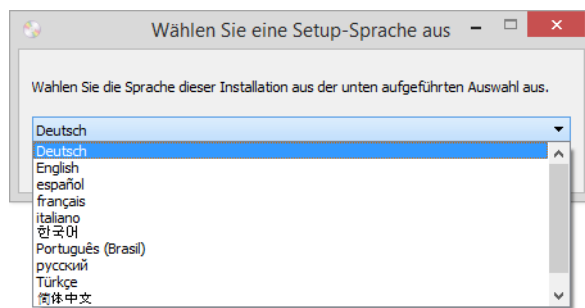 Wählen Sie eine Setup-Sprache aus
Wahlen Sie die Sprache dieser Installation aus der unten aufgeführten Auswahl aus.
Deutsch
Deutsch
English
español
français
italiano
한국어
Português (Brasil)
русский
Türkçe
简体中文